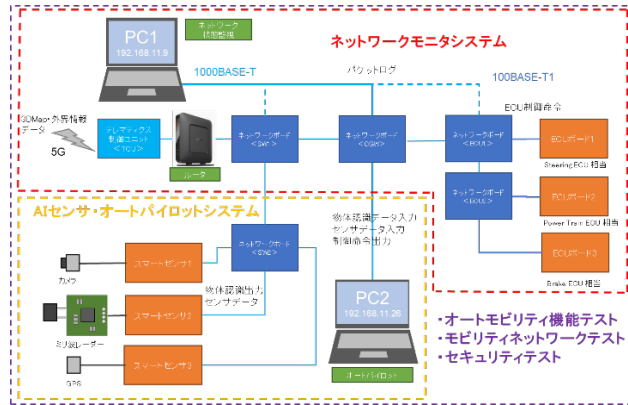 PC1
192.168.11.9
ネットワーク
状態監視
ネットワークモニタシステム
1000BASE-T
パケットログ
100BASE-T1
ECU制御命令
3DMap・外界情報
データ
5G
テレマティクス
制御ユニット
<TCU>
ルータ
ネットワークボード
ネットワークボード
<CGW>
ネットワークボード
<ECU1>
ECUボード1
Steering ECU 相当
ネットワークボード
<ECU2>
ECUボード2
Power Train ECU 相当
ECUボード3
Brake ECU 相当
AIセンサ・オートパイロットシステム
ネットワークボード
カメラ
スマートセンサ1
物体認識出力
センサデータ
ミリ波レーダー
スマートセンサ2
GPS
スマートセンサ3
物体認識データ入力
センサデータ入力
制御命令出力
PC2
192.168.11.26
オートパイロット
・オートモビリティ機能テスト
・モビリティネットワークテスト
・セキュリティテスト